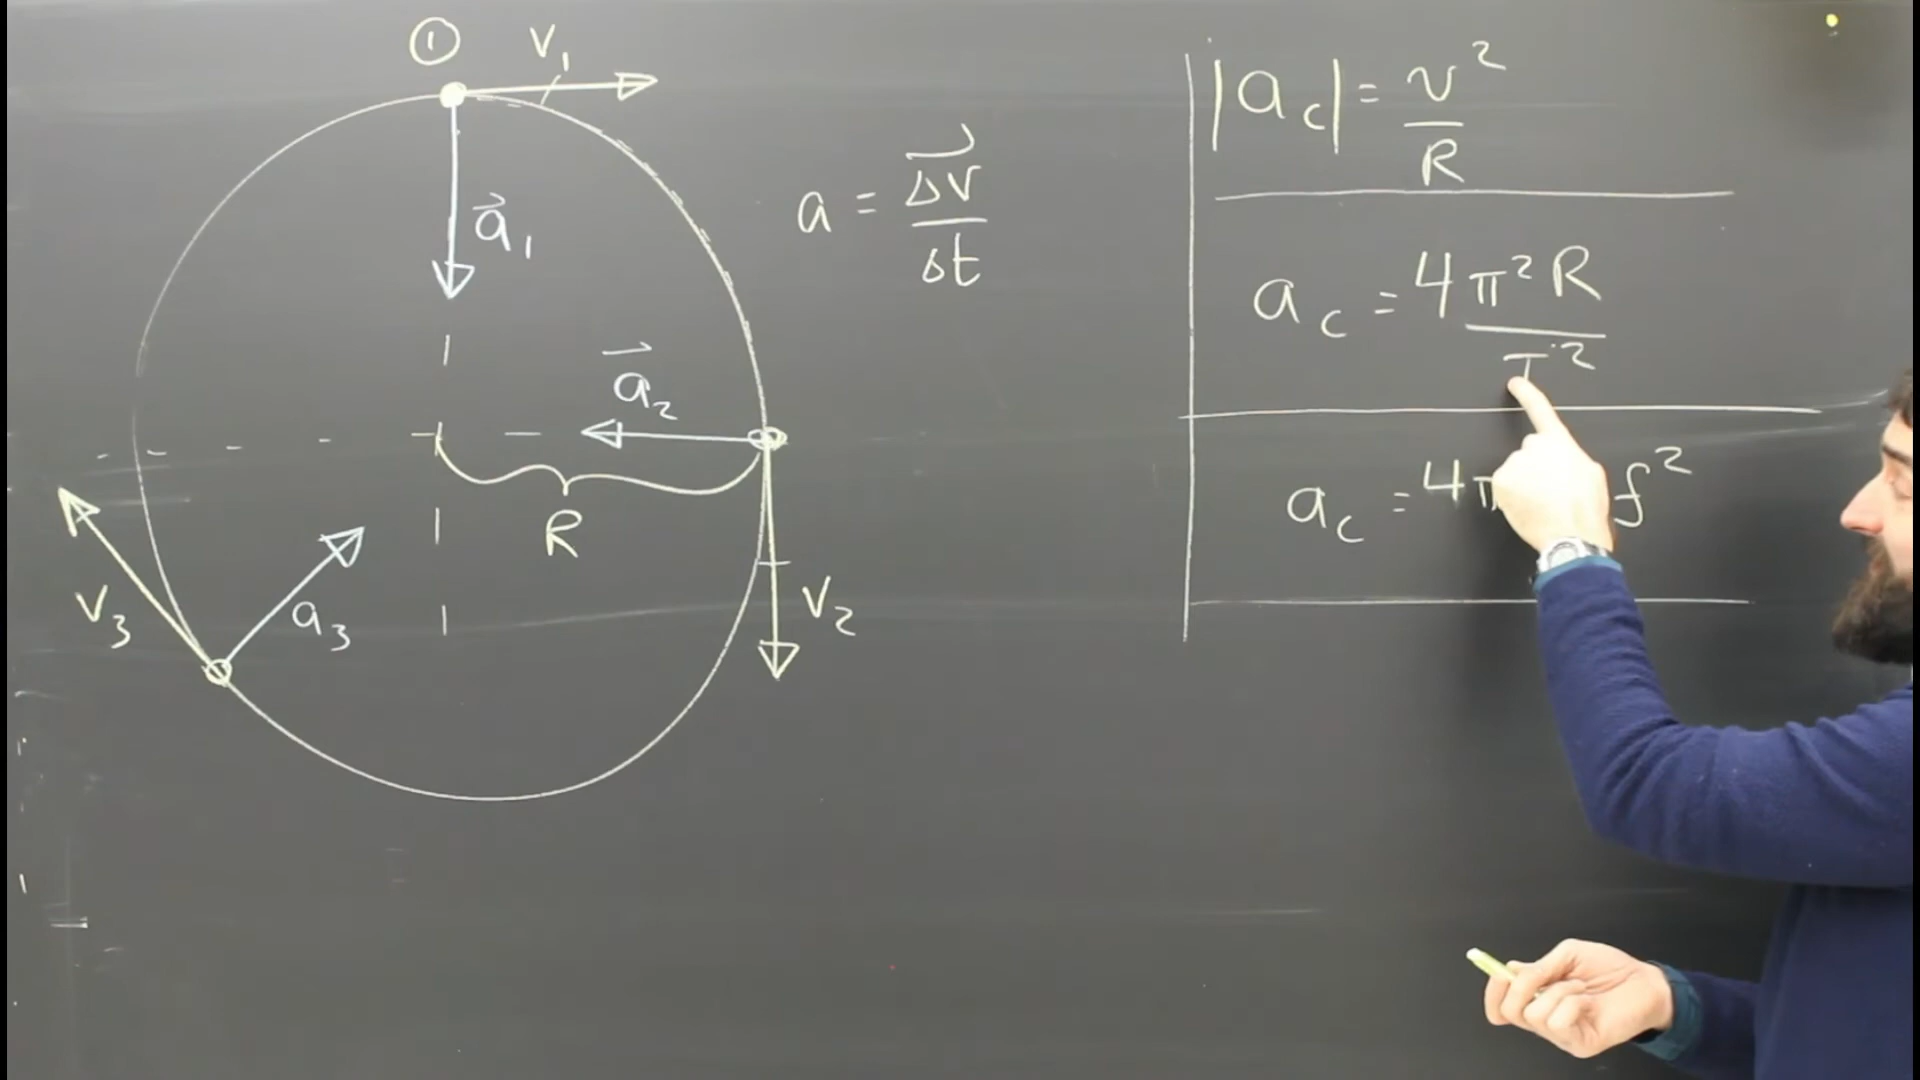 ① v₁
a⃗₁
a = Δv⃗ / Δt
a⃗₂
R
v₃
a₃
v₂
|a_c| = v² / R
a_c = 4π²R / T²
a_c = 4π f²